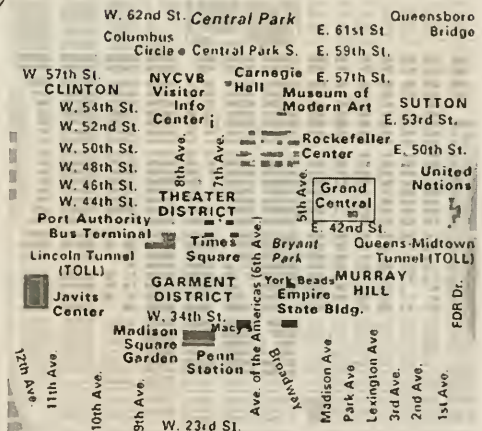 W. 62nd St.
Central Park
Queensboro
Bridge
Columbus
Circle
Central Park S.
E. 61st St.
E. 59th St.
W 57th St.
CLINTON
NYCVB
Visitor
Info
Center i
Carnegie
Hall
E. 57th St.
Museum of
Modern Art
SUTTON
E. 53rd St.
W. 54th St.
W. 52nd St.
W. 50th St.
W. 48th St.
W. 46th St.
W. 44th St.
8th Ave.
7th Ave.
Rockefeller
Center
E. 50th St.
United
Nations
5th Ave.
Grand
Central
E. 42nd St.
THEATER
DISTRICT
Port Authority
Bus Terminal
Times
Square
Bryant
Park
Queens-Midtown
Tunnel (TOLL)
Lincoln Tunnel
(TOLL)
Javits
Center
GARMENT
DISTRICT
York Beads
Empire
State Bldg.
MURRAY
HILL
FDR Dr.
W. 34th St.
Macy's
Madison
Square
Garden
Penn
Station
Ave. of the Americas (6th Ave.)
Broadway
12th Ave.
11th Ave.
10th Ave.
9th Ave.
Madison Ave.
Park Ave
Lexington Ave.
3rd Ave.
2nd Ave.
1st Ave.
W. 23rd St.